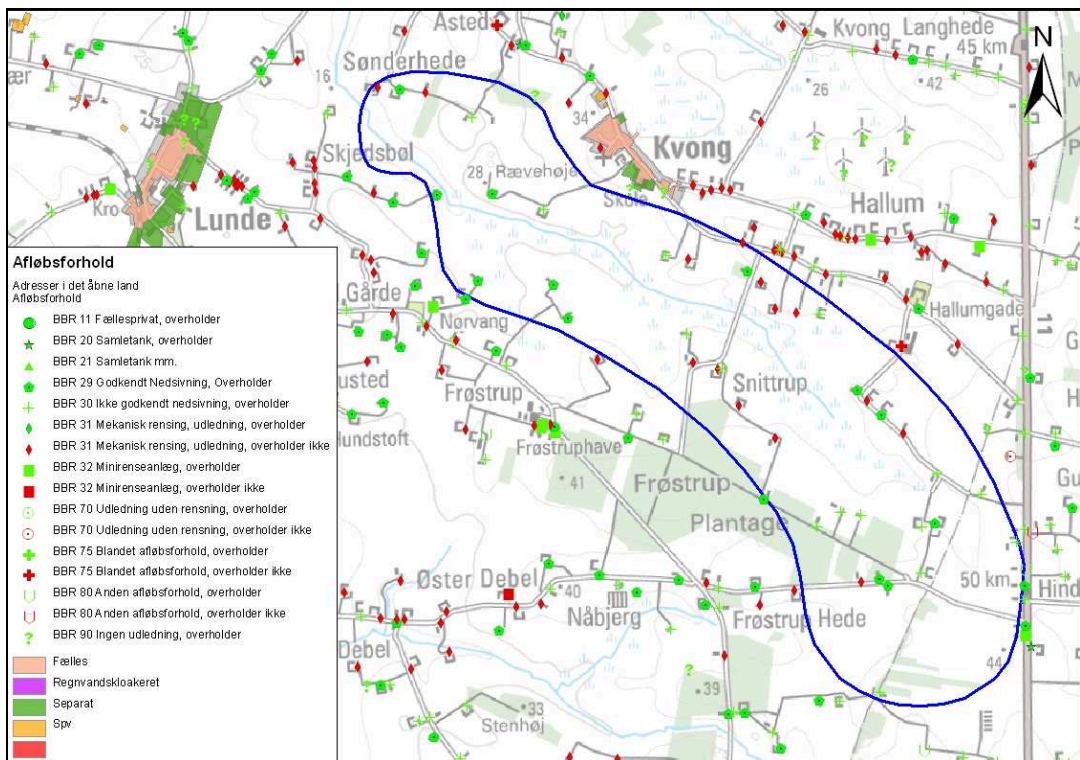 Åsted
Kvong Langhede
45 km
N
ær
16
Sønderhede
42
26
34
Kvong
Skjedsbøl
28
Rævehøje
Kro
Lunde
Skole
Hallum
Gårde
Nørvang
Hallumgade
11
G
Snittrup
usted
Frøstrup
H
Hundstoft
Frøstruphave
41
Frøstrup
Gu
Plantage
Øster Debel
40
50 km
Nåbjerg
Hind
Frøstrup Hede
Debel
44
39
33
Stenhøj
Afløbsforhold
Adresser i det åbne land
Afløbsforhold
BBR 11 Fællesprivat, overholder
BBR 20 Samletank, overholder
BBR 21 Samletank mm.
BBR 29 Godkendt Nedsivning, Overholder
BBR 30 Ikke godkendt nedsivning, overholder
BBR 31 Mekanisk rensing, udledning, overholder
BBR 31 Mekanisk rensing, udledning, overholder ikke
BBR 32 Minirenseanlæg, overholder
BBR 32 Minirenseanlæg, overholder ikke
BBR 70 Udledning uden rensning, overholder
BBR 70 Udledning uden rensning, overholder ikke
BBR 75 Blandet afløbsforhold, overholder
BBR 75 Blandet afløbsforhold, overholder ikke
BBR 80 Anden afløbsforhold, overholder
BBR 80 Anden afløbsforhold, overholder ikke
BBR 90 Ingen udledning, overholder
Fælles
Regnvandskloakeret
Separat
Spv